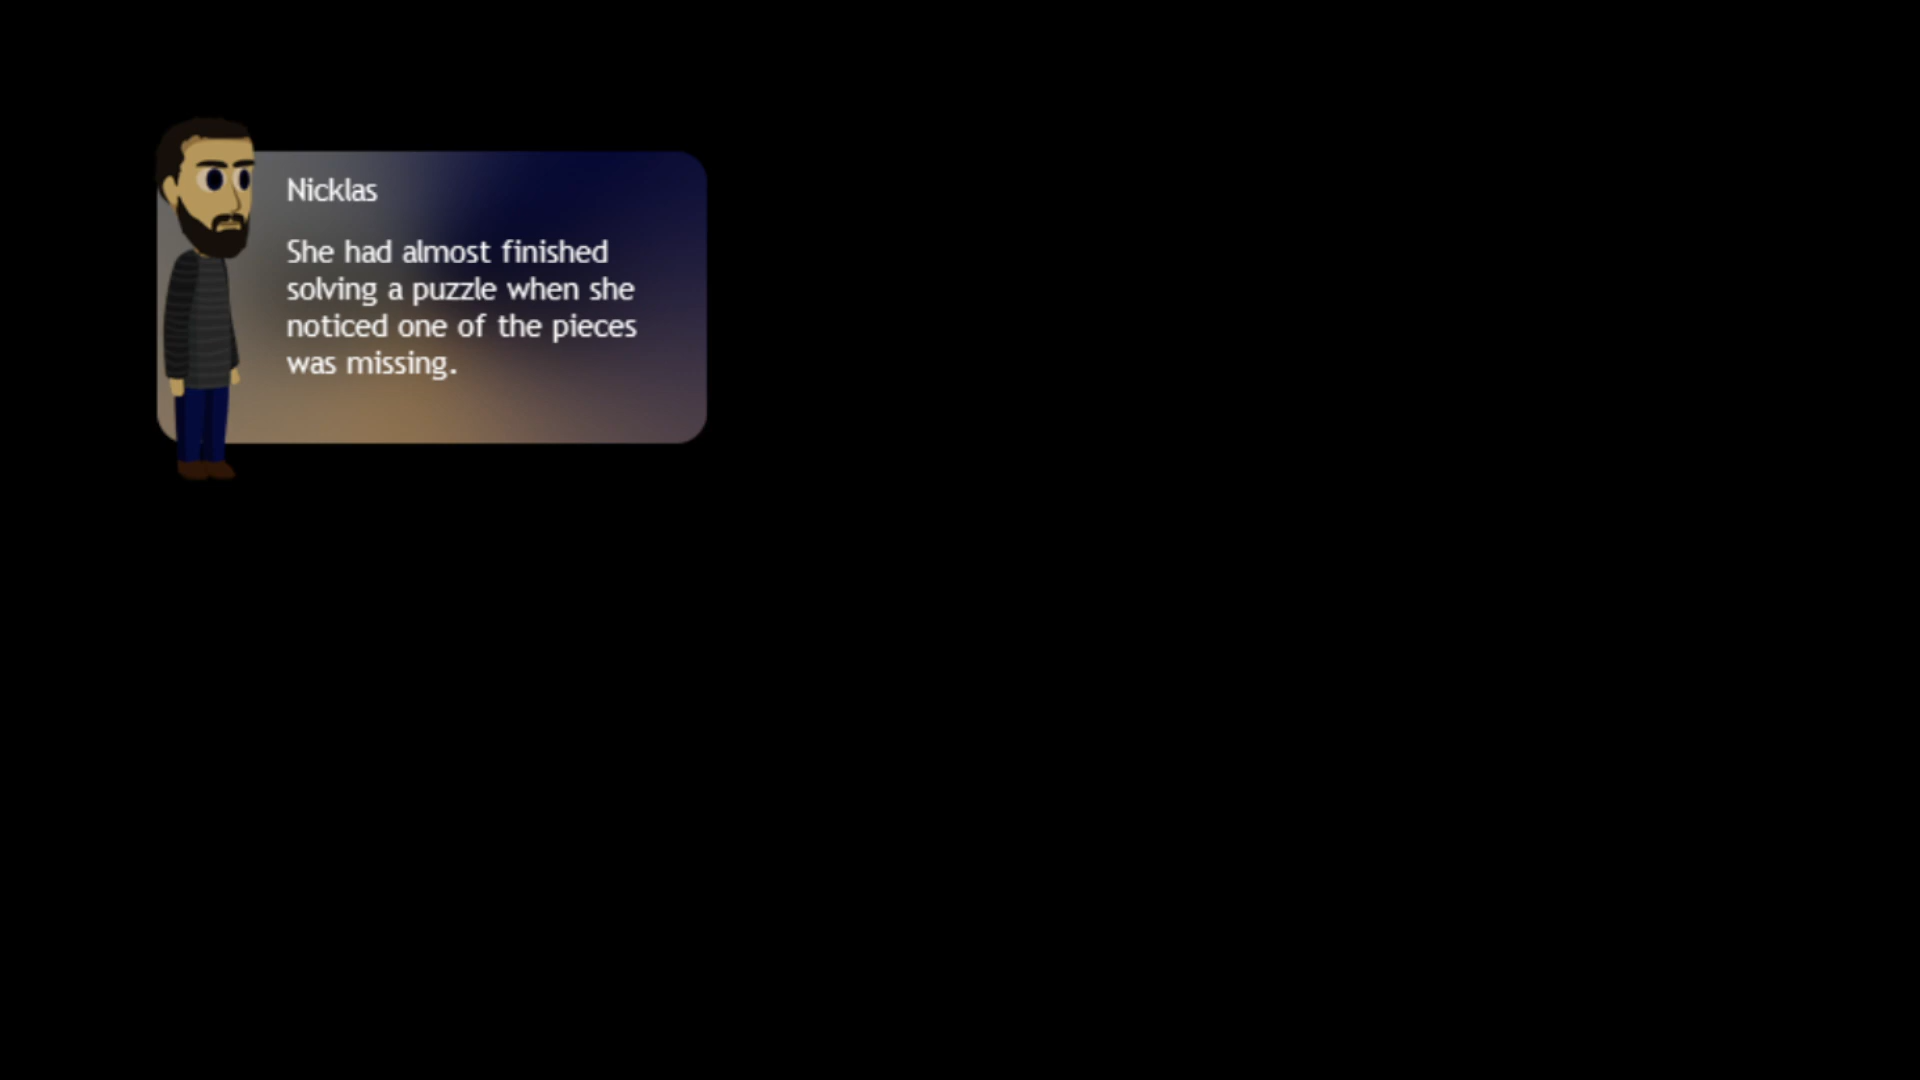 Nicklas
She had almost finished
solving a puzzle when she
noticed one of the pieces
was missing.